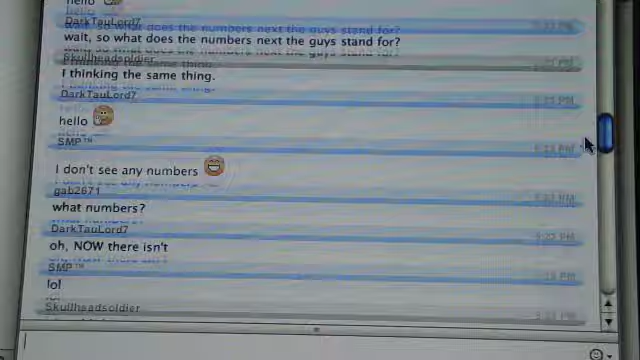 hello
DarkTauLord7
wait, so what does the numbers next the guys stand for?
Skullheadsoldier
I thinking the same thing.
DarkTauLord7
hello
SMP™
I don't see any numbers
gab2671
what numbers?
DarkTauLord7
oh, NOW there isn't
SMP™
lol
Skullheadsoldier